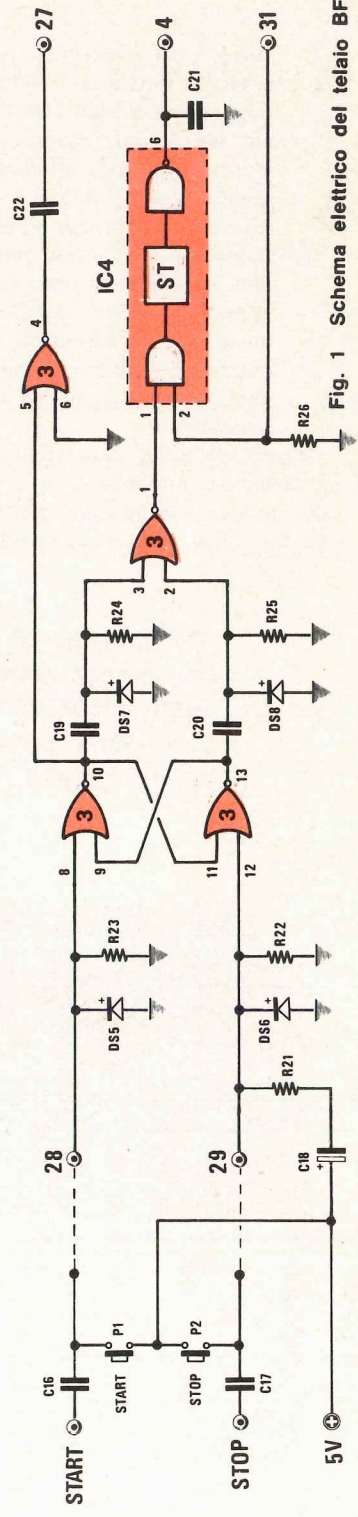 START
C16
P1
START
P2
STOP
STOP
C17
5V
28
29
DS5
R23
C18
R21
DS6
R22
8
9
3
10
11
12
3
13
C19
DS7
R24
C20
DS8
R25
3
2
3
1
5
6
3
4
C22
27
IC4
1
2
ST
6
4
C21
R26
31
Fig. 1 Schema elettrico del telaio BF